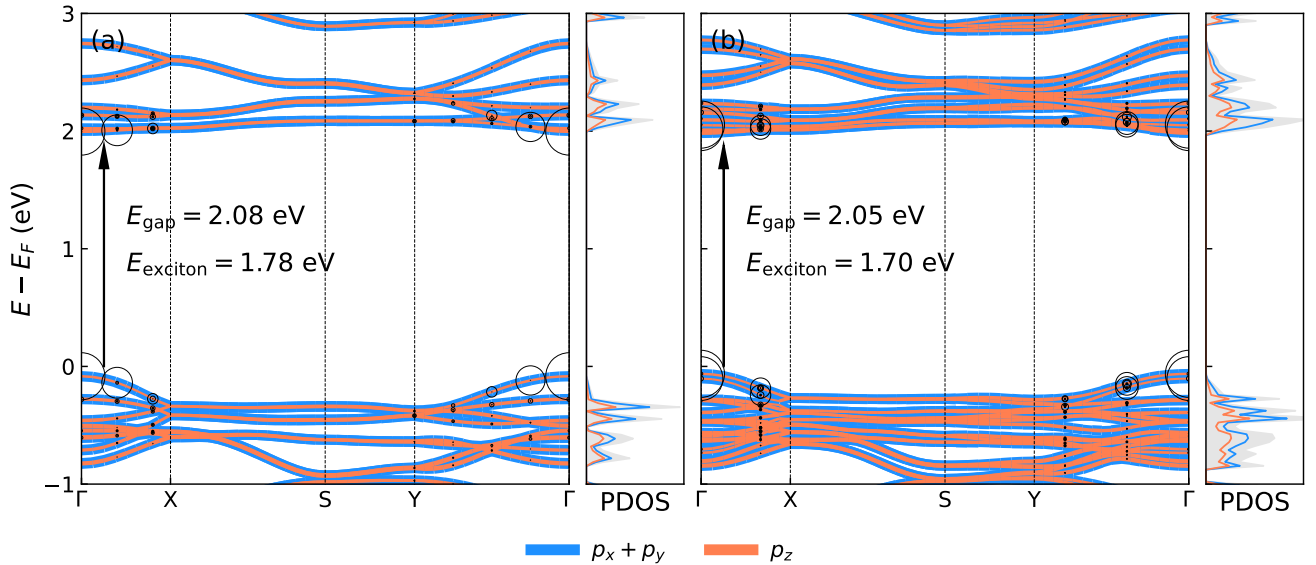 (a)
(b)
E − E_F (eV)
3
2
1
0
−1
E_gap = 2.08 eV
E_exciton = 1.78 eV
Γ X S Y Γ
PDOS
E_gap = 2.05 eV
E_exciton = 1.70 eV
Γ X S Y Γ
PDOS
p_x + p_y
p_z